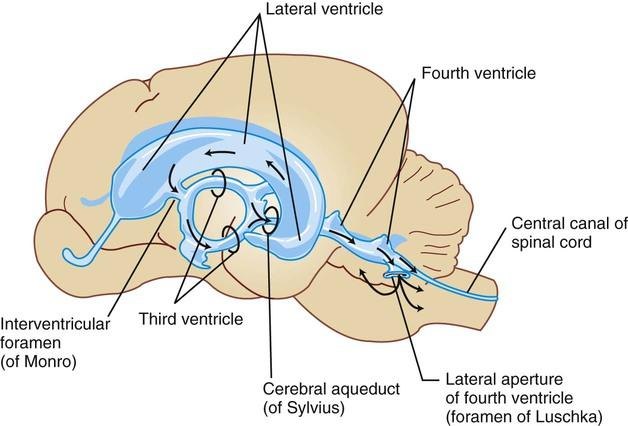 Lateral ventricle
Fourth ventricle
Central canal of
spinal cord
Interventricular
foramen
(of Monro)
Third ventricle
Cerebral aqueduct
(of Sylvius)
Lateral aperture
of fourth ventricle
(foramen of Luschka)